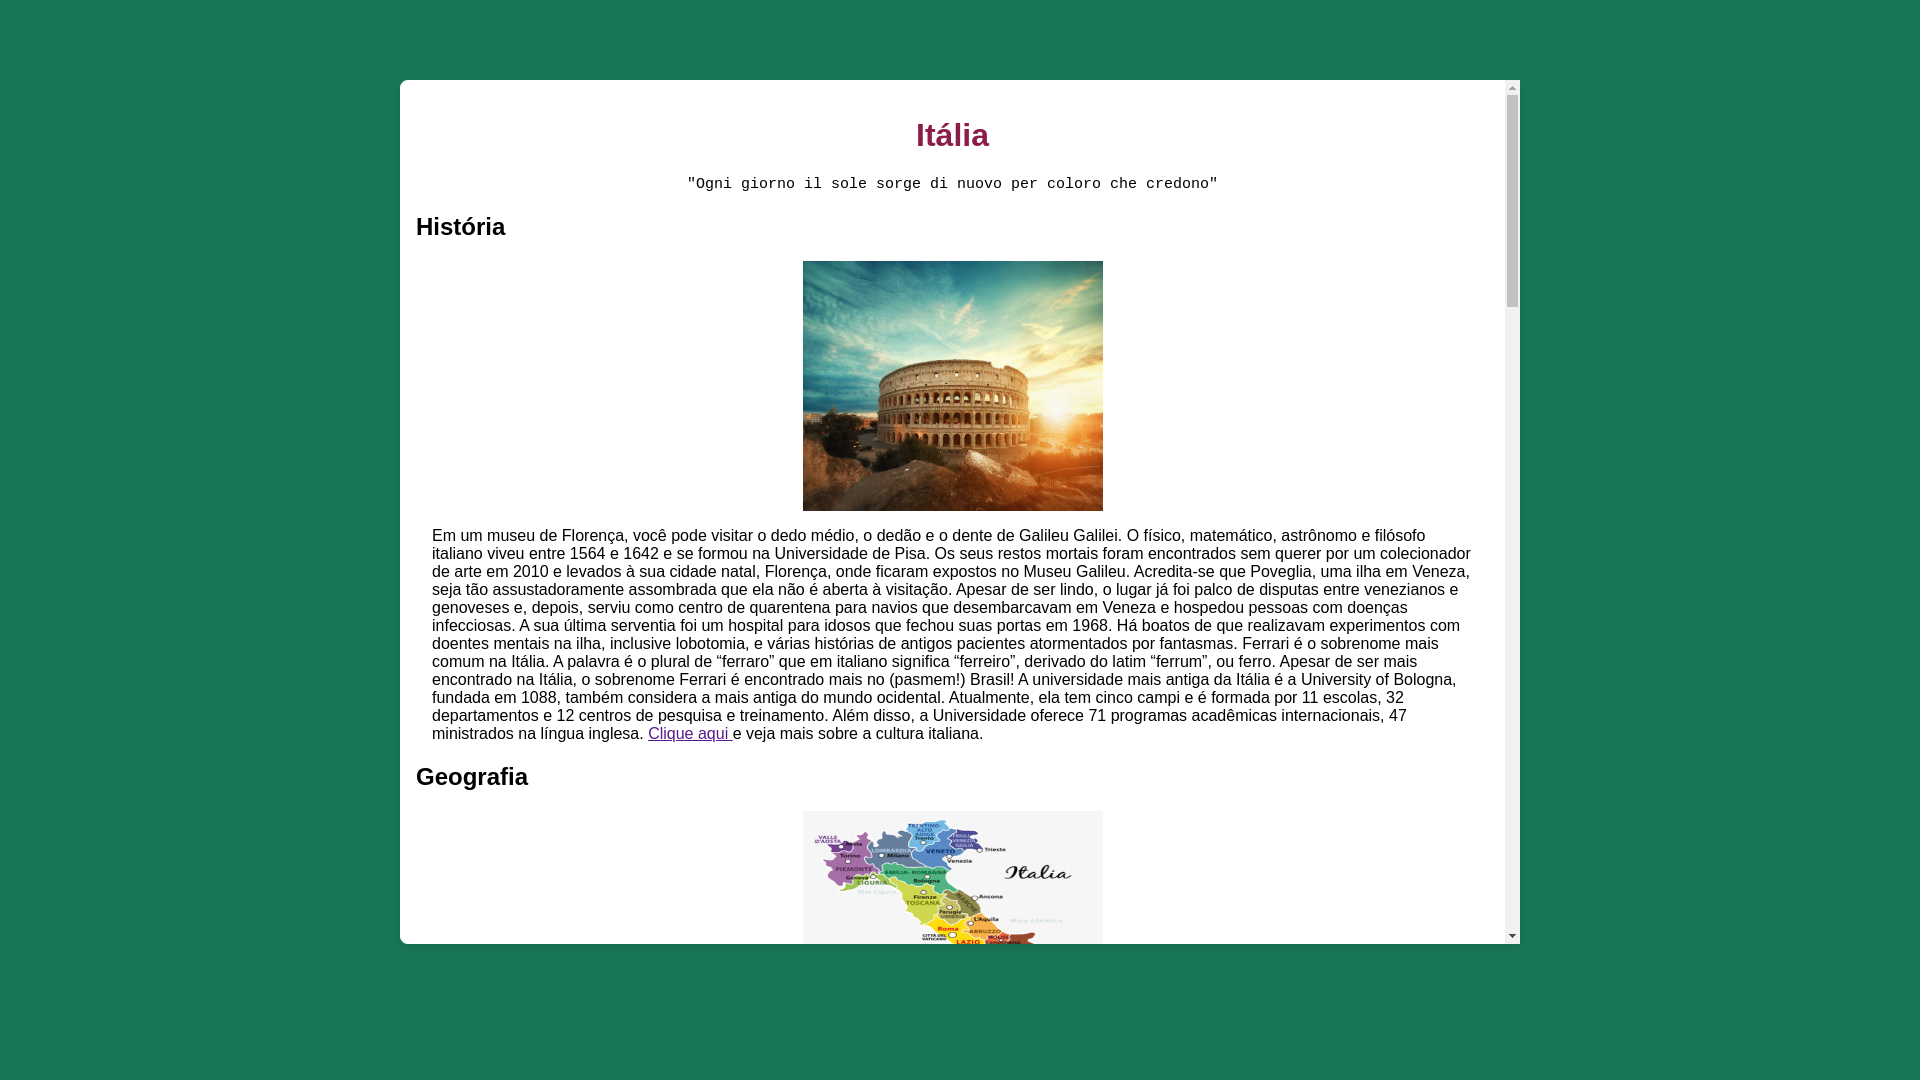 Itália
"Ogni giorno il sole sorge di nuovo per coloro che credono"
História
Em um museu de Florença, você pode visitar o dedo médio, o dedão e o dente de Galileu Galilei. O físico, matemático, astrônomo e filósofo
italiano viveu entre 1564 e 1642 e se formou na Universidade de Pisa. Os seus restos mortais foram encontrados sem querer por um colecionador
de arte em 2010 e levados à sua cidade natal, Florença, onde ficaram expostos no Museu Galileu. Acredita-se que Poveglia, uma ilha em Veneza,
seja tão assustadoramente assombrada que ela não é aberta à visitação. Apesar de ser lindo, o lugar já foi palco de disputas entre venezianos e
genoveses e, depois, serviu como centro de quarentena para navios que desembarcavam em Veneza e hospedou pessoas com doenças
infecciosas. A sua última serventia foi um hospital para idosos que fechou suas portas em 1968. Há boatos de que realizavam experimentos com
doentes mentais na ilha, inclusive lobotomia, e várias histórias de antigos pacientes atormentados por fantasmas. Ferrari é o sobrenome mais
comum na Itália. A palavra é o plural de “ferraro” que em italiano significa “ferreiro”, derivado do latim “ferrum”, ou ferro. Apesar de ser mais
encontrado na Itália, o sobrenome Ferrari é encontrado mais no (pasmem!) Brasil! A universidade mais antiga da Itália é a University of Bologna,
fundada em 1088, também considera a mais antiga do mundo ocidental. Atualmente, ela tem cinco campi e é formada por 11 escolas, 32
departamentos e 12 centros de pesquisa e treinamento. Além disso, a Universidade oferece 71 programas acadêmicos internacionais, 47
ministrados na língua inglesa. Clique aqui e veja mais sobre a cultura italiana.
Geografia
TRENTINO-
ALTO
ADIGE
Trento
VALLE
D'AOSTA
Aosta
FRIULI
VENEZIA
GIULIA
Trieste
LOMBARDIA
Milano
VENETO
Venezia
Torino
PIEMONTE
EMILIA- ROMAGNA
Bologna
Italia
Genova
LIGURIA
Mar Ligure
Firenze
TOSCANA
MARCHE
Ancona
Perugia
UMBRIA
L'Aquila
Mare Adriatico
Roma
ABRUZZO
CITTÀ DEL
VATICANO
LAZIO
MOLISE